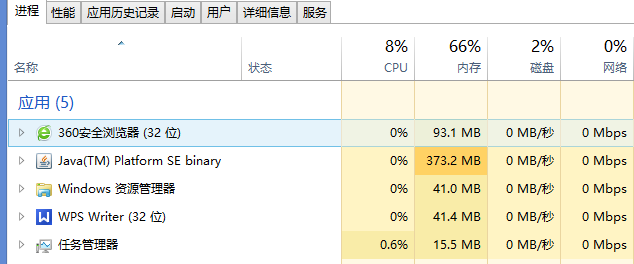 进程 性能 应用历史记录 启动 用户 详细信息 服务
8% 66% 2% 0%
名称 状态 CPU 内存 磁盘 网络
应用 (5)
360安全浏览器 (32 位) 0% 93.1 MB 0 MB/秒 0 Mbps
Java(TM) Platform SE binary 0% 373.2 MB 0 MB/秒 0 Mbps
Windows 资源管理器 0% 41.0 MB 0 MB/秒 0 Mbps
WPS Writer (32 位) 0% 41.4 MB 0 MB/秒 0 Mbps
任务管理器 0.6% 15.5 MB 0 MB/秒 0 Mbps